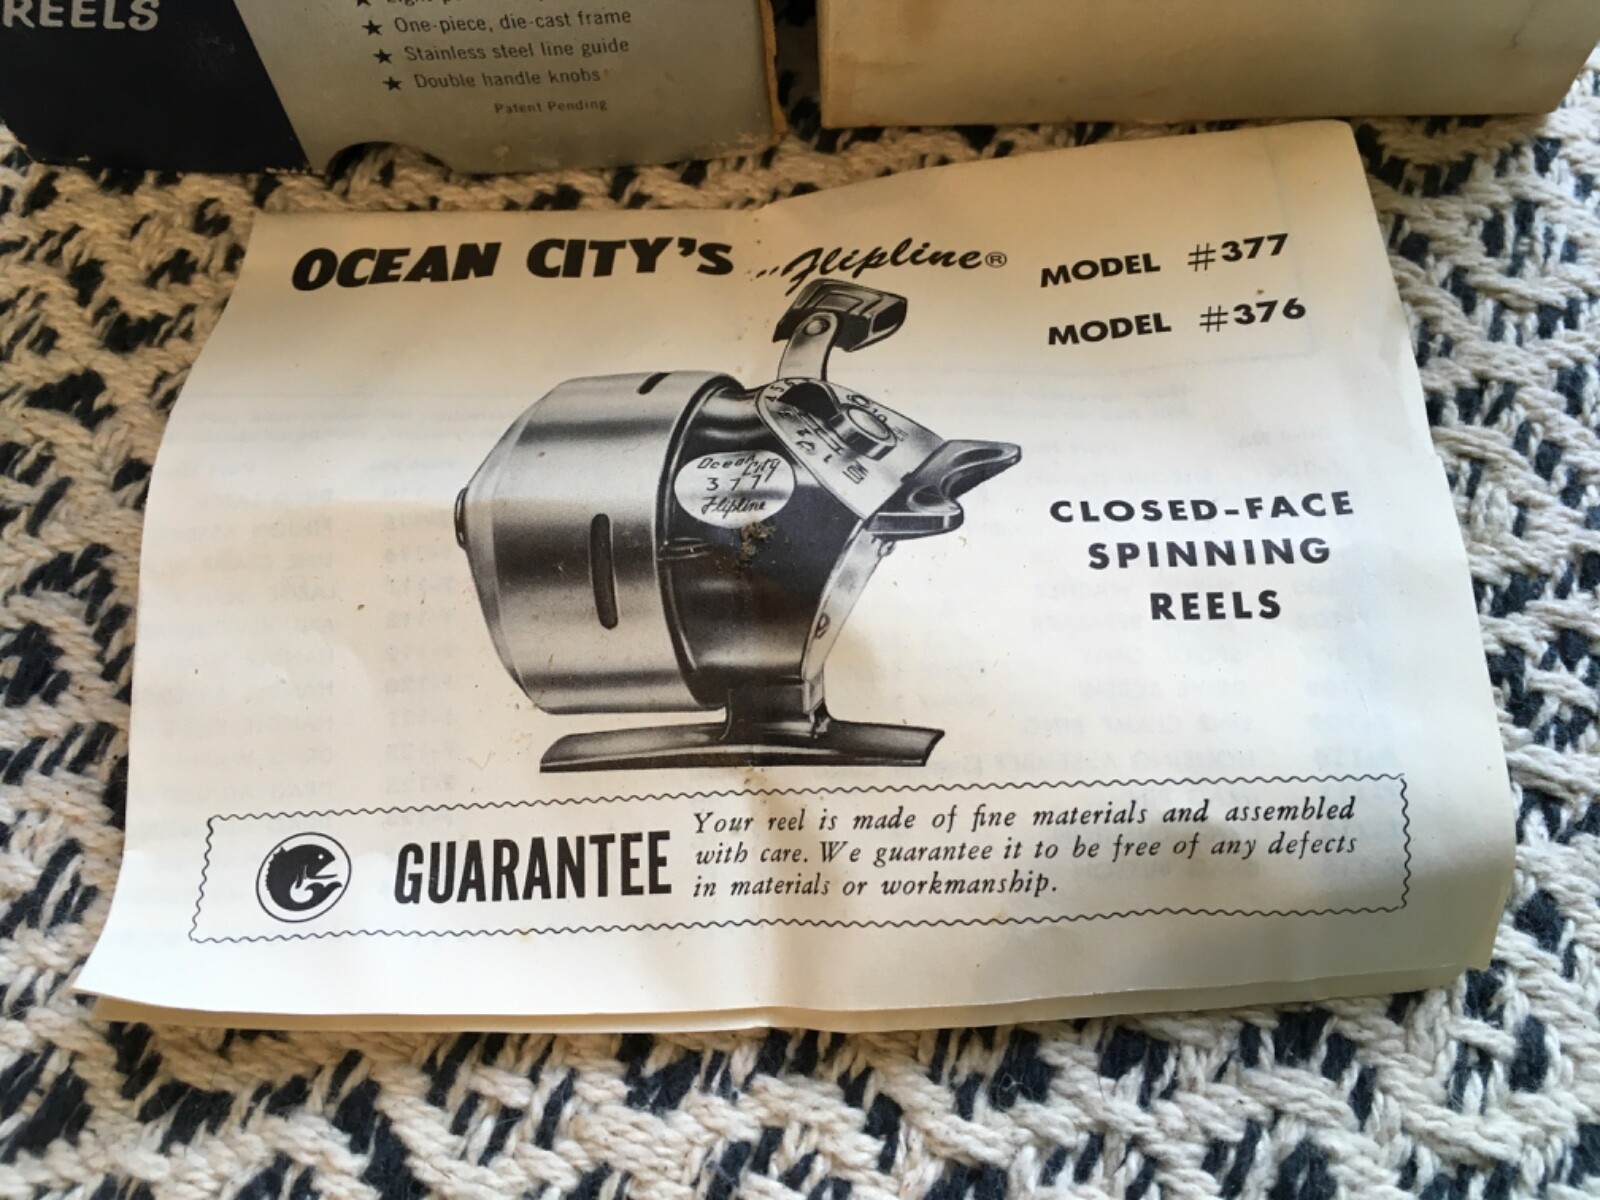 REELS
★ One-piece, die-cast frame
★ Stainless steel line guide
★ Double handle knobs
Patent Pending
OCEAN CITY'S „Flipline®
MODEL #377
MODEL #376
Ocean City
377
Flipline
LOW
CLOSED-FACE
SPINNING
REELS
GUARANTEE
Your reel is made of fine materials and assembled
with care. We guarantee it to be free of any defects
in materials or workmanship.